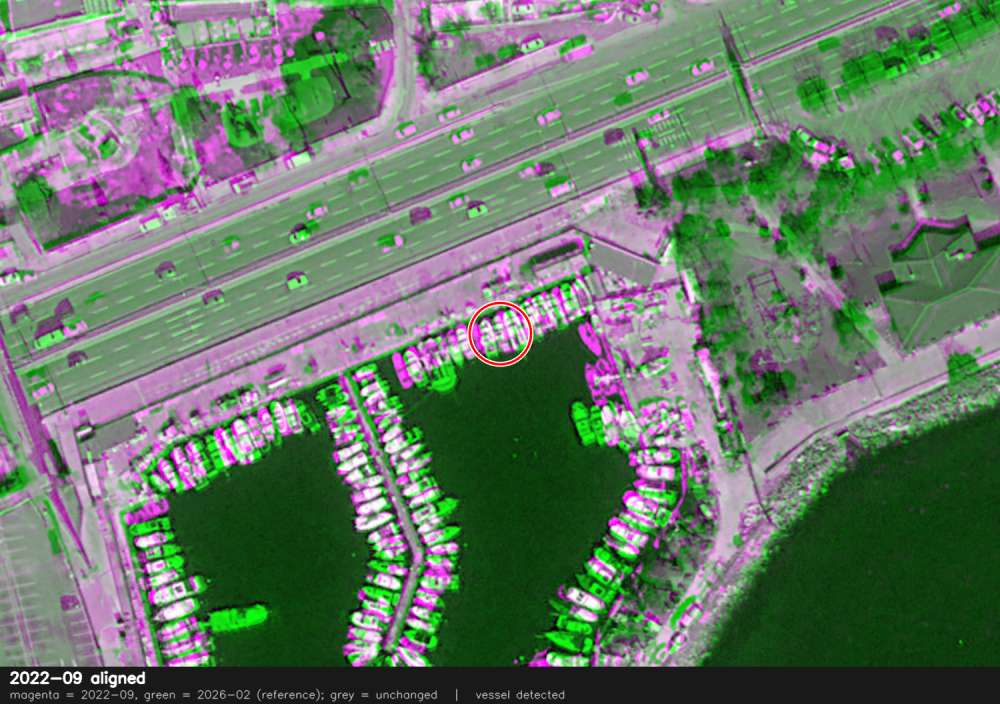 2022-09 aligned
magenta = 2022-09, green = 2026-02 (reference); grey = unchanged | vessel detected